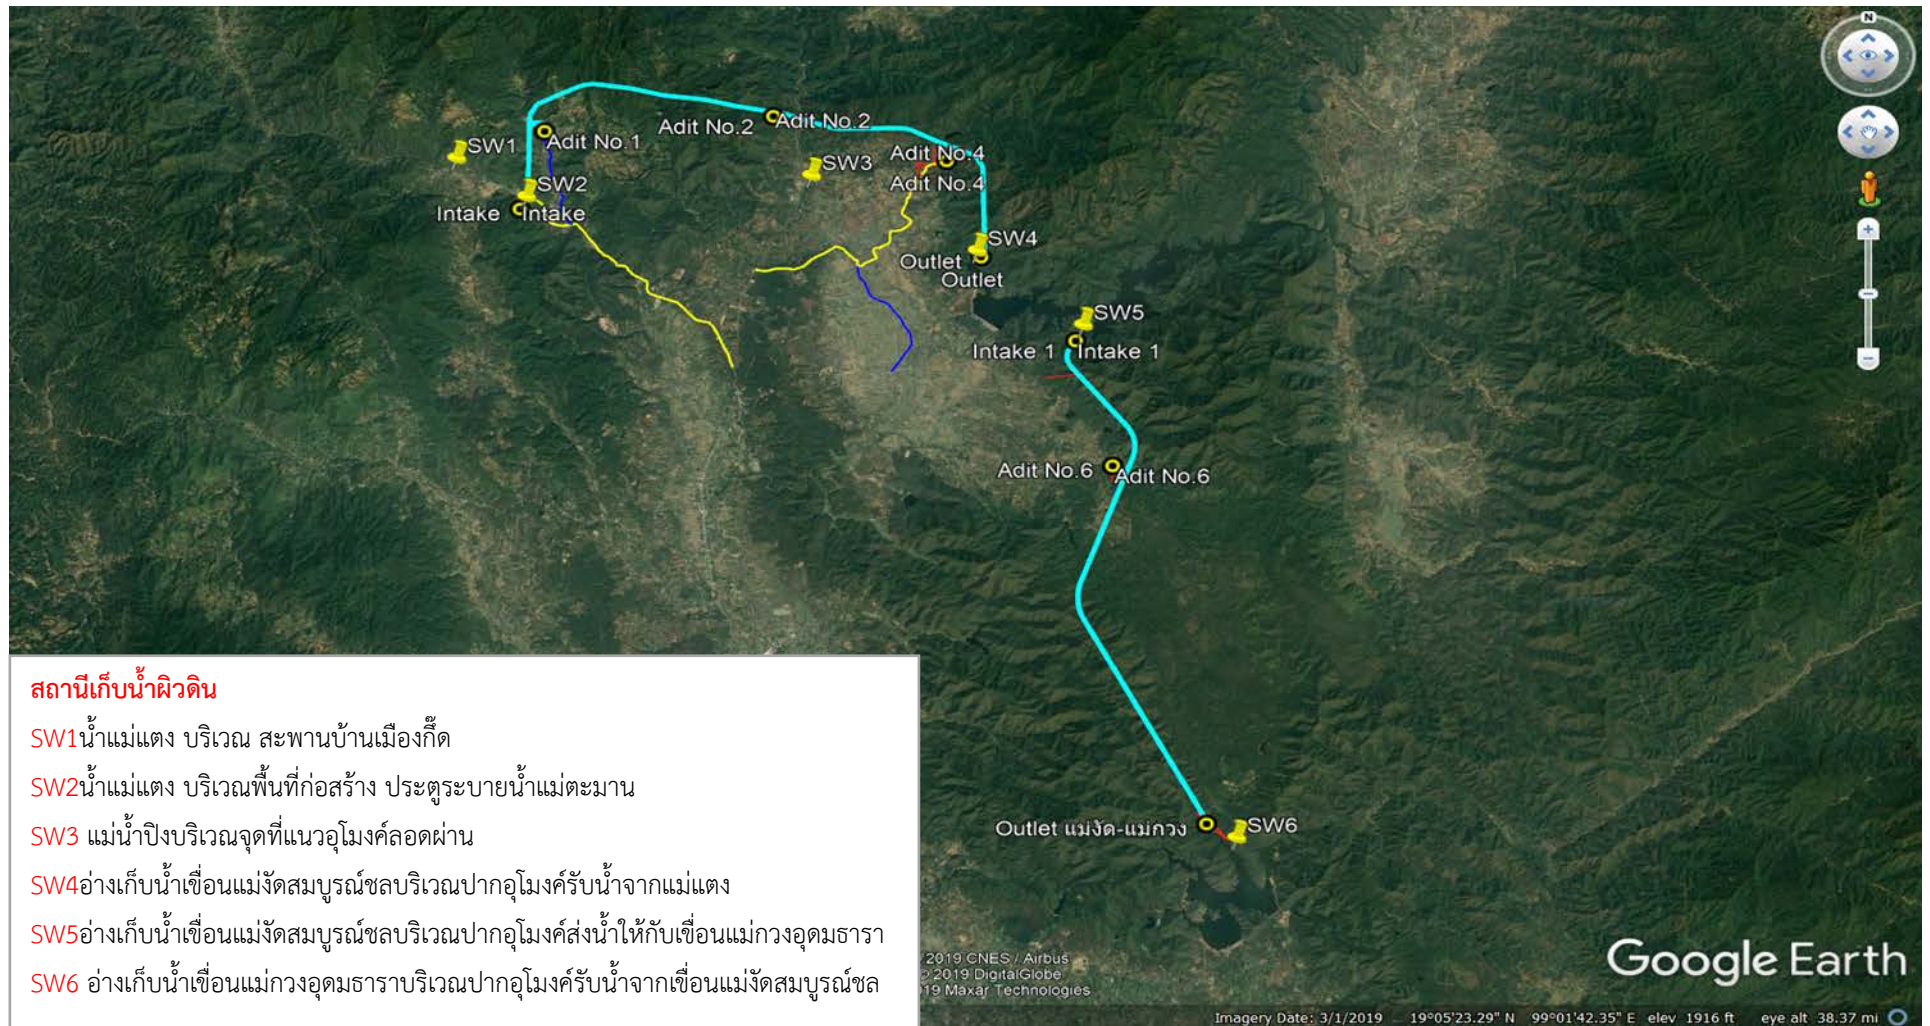 N
SW1
Adit No.1
Adit No.2
Adit No.2
SW3
Adit No.4
Adit No.4
SW2
Intake
Intake
SW4
Outlet
Outlet
SW5
Intake 1
Intake 1
Adit No.6
Adit No.6
Outlet แม่งัด-แม่กวง
SW6
สถานีเก็บน้ำผิวดิน
SW1น้ำแม่แตง บริเวณ สะพานบ้านเมืองกึ๊ด
SW2น้ำแม่แตง บริเวณพื้นที่ก่อสร้าง ประตูระบายน้ำแม่ตะมาน
SW3 แม่น้ำปิงบริเวณจุดที่แนวอุโมงค์ลอดผ่าน
SW4อ่างเก็บน้ำเขื่อนแม่งัดสมบูรณ์ชลบริเวณปากอุโมงค์รับน้ำจากแม่แตง
SW5อ่างเก็บน้ำเขื่อนแม่งัดสมบูรณ์ชลบริเวณปากอุโมงค์ส่งน้ำให้กับเขื่อนแม่กวงอุดมธารา
SW6 อ่างเก็บน้ำเขื่อนแม่กวงอุดมธาราบริเวณปากอุโมงค์รับน้ำจากเขื่อนแม่งัดสมบูรณ์ชล
2019 CNES / Airbus
© 2019 DigitalGlobe
19 Maxar Technologies
Google Earth
Imagery Date: 3/1/2019 19°05'23.29" N 99°01'42.35" E elev 1916 ft eye alt 38.37 mi